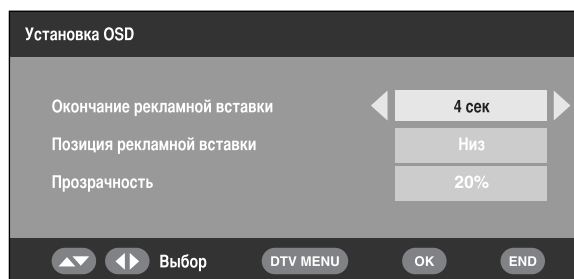 Установка OSD
Окончание рекламной вставки 4 сек
Позиция рекламной вставки Низ
Прозрачность 20%
Выбор DTV MENU OK END